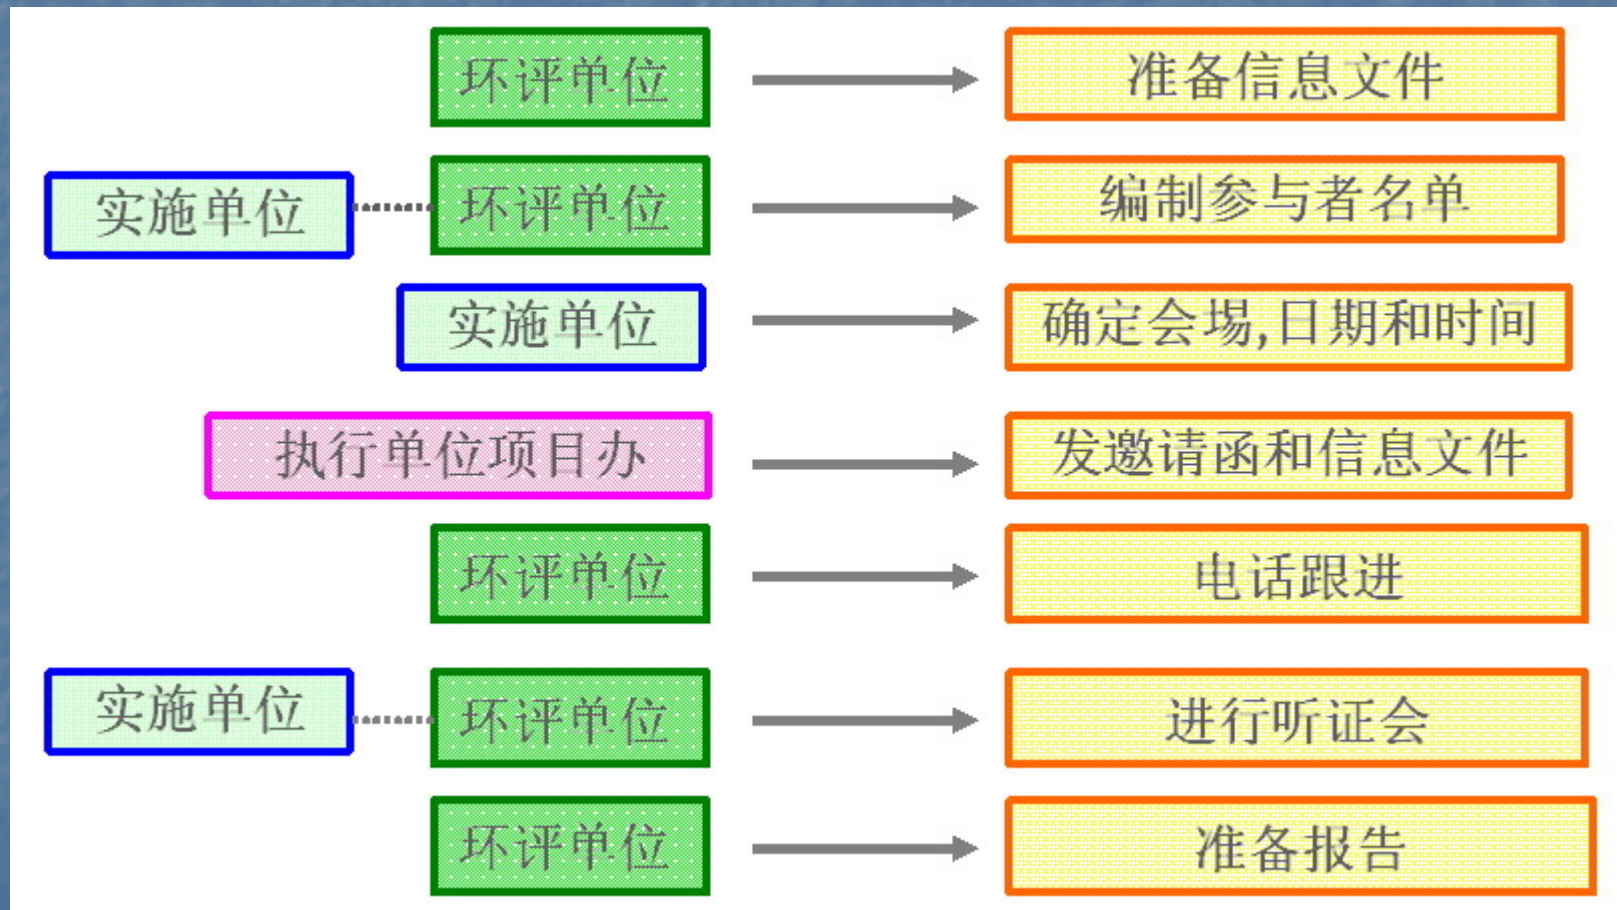 环评单位 准备信息文件
实施单位 环评单位 编制参与者名单
实施单位 确定会场,日期和时间
执行单位项目办 发邀请函和信息文件
环评单位 电话跟进
实施单位 环评单位 进行听证会
环评单位 准备报告